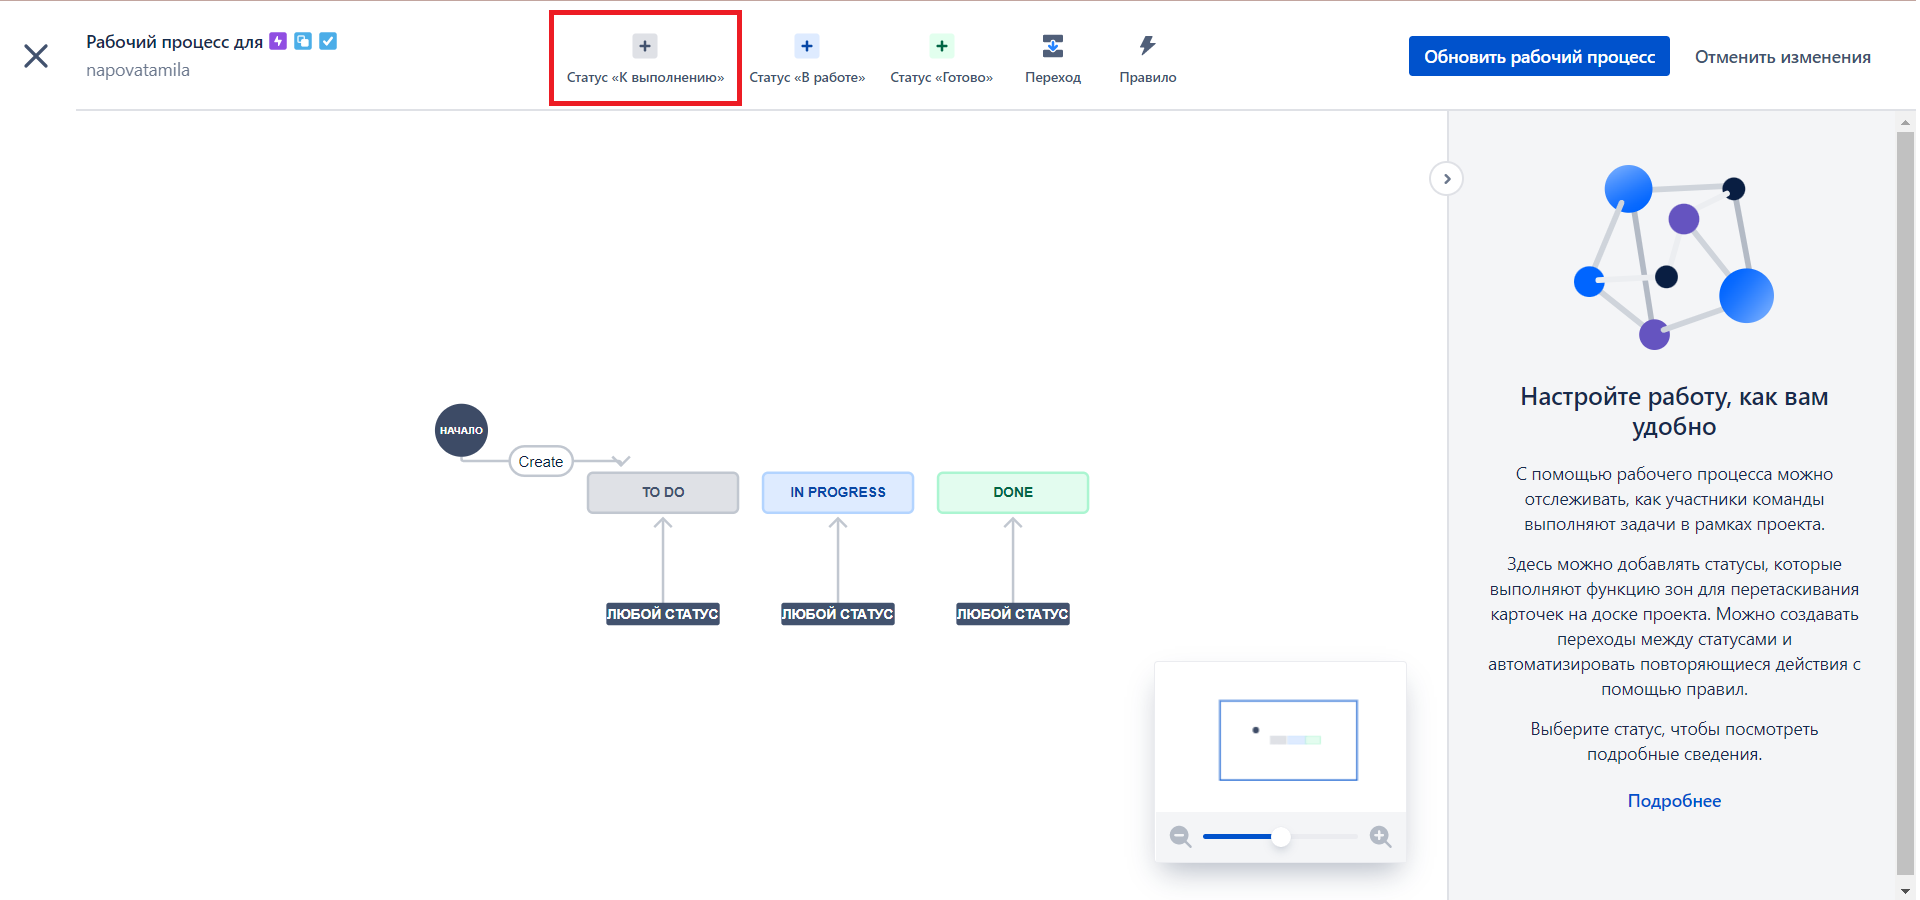 Рабочий процесс для
napovatamila
Статус «К выполнению»
Статус «В работе»
Статус «Готово»
Переход
Правило
Обновить рабочий процесс
Отменить изменения
НАЧАЛО
Create
TO DO
IN PROGRESS
DONE
ЛЮБОЙ СТАТУС
ЛЮБОЙ СТАТУС
ЛЮБОЙ СТАТУС
Настройте работу, как вам
удобно
С помощью рабочего процесса можно
отслеживать, как участники команды
выполняют задачи в рамках проекта.
Здесь можно добавлять статусы, которые
выполняют функцию зон для перетаскивания
карточек на доске проекта. Можно создавать
переходы между статусами и
автоматизировать повторяющиеся действия с
помощью правил.
Выберите статус, чтобы посмотреть
подробные сведения.
Подробнее